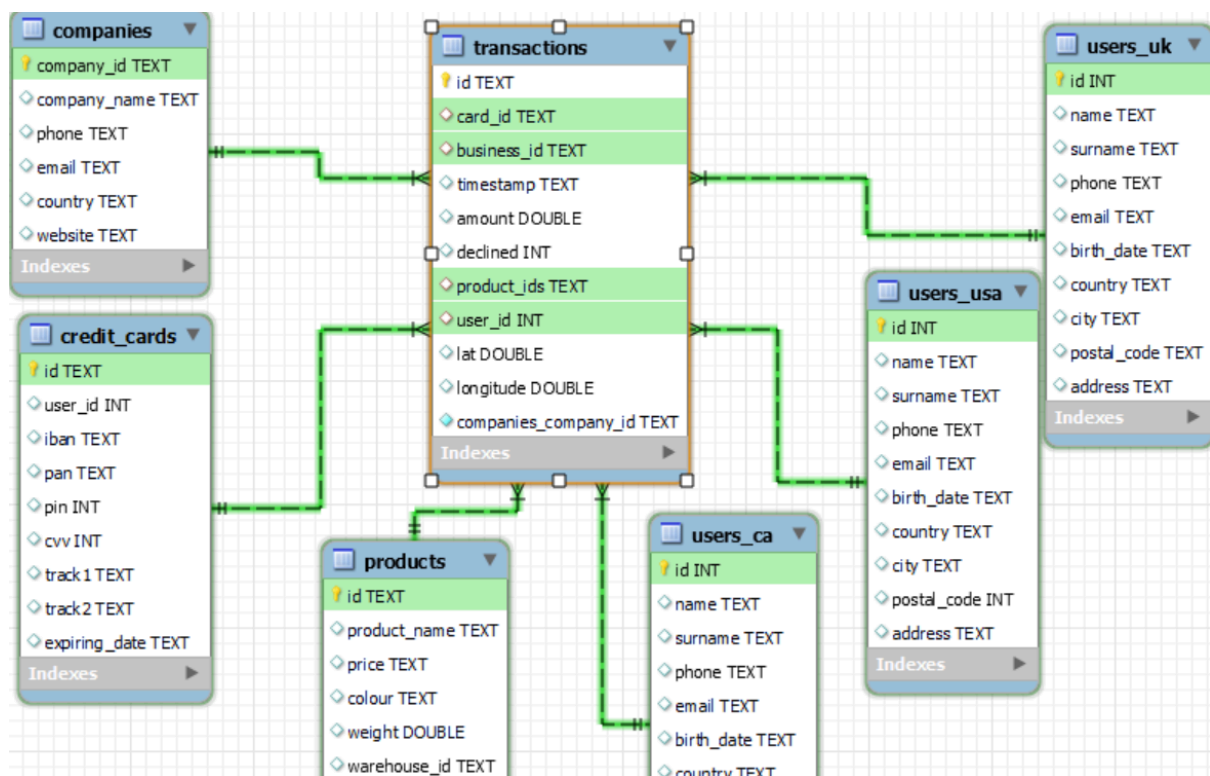 companies
company_id TEXT
company_name TEXT
phone TEXT
email TEXT
country TEXT
website TEXT
Indexes
credit_cards
id TEXT
user_id INT
iban TEXT
pan TEXT
pin INT
cvv INT
track1 TEXT
track2 TEXT
expiring_date TEXT
Indexes
transactions
id TEXT
card_id TEXT
business_id TEXT
timestamp TEXT
amount DOUBLE
declined INT
product_ids TEXT
user_id INT
lat DOUBLE
longitude DOUBLE
companies_company_id TEXT
Indexes
products
id TEXT
product_name TEXT
price TEXT
colour TEXT
weight DOUBLE
warehouse_id TEXT
users_ca
id INT
name TEXT
surname TEXT
phone TEXT
email TEXT
birth_date TEXT
country TEXT
users_usa
id INT
name TEXT
surname TEXT
phone TEXT
email TEXT
birth_date TEXT
country TEXT
city TEXT
postal_code INT
address TEXT
Indexes
users_uk
id INT
name TEXT
surname TEXT
phone TEXT
email TEXT
birth_date TEXT
country TEXT
city TEXT
postal_code TEXT
address TEXT
Indexes